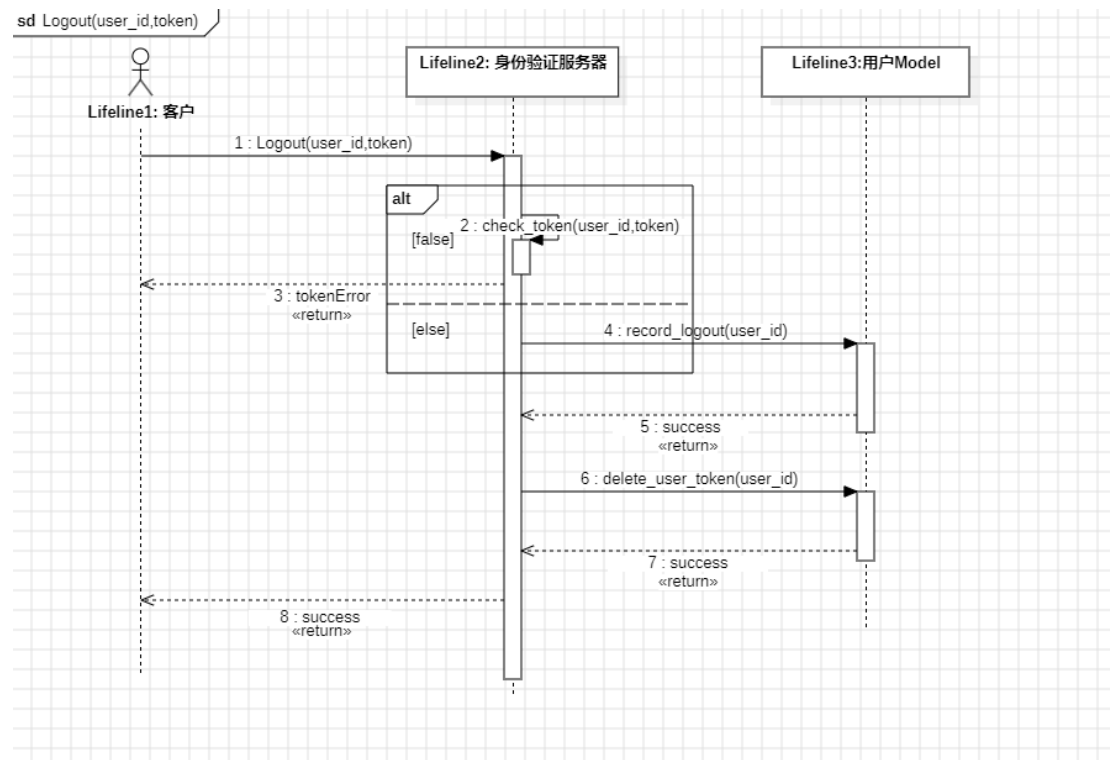 sd Logout(user_id,token)
Lifeline1: 客户
Lifeline2: 身份验证服务器
Lifeline3:用户Model
1 : Logout(user_id,token)
alt
2 : check_token(user_id,token)
[false]
3 : tokenError
«return»
[else]
4 : record_logout(user_id)
5 : success
«return»
6 : delete_user_token(user_id)
7 : success
«return»
8 : success
«return»